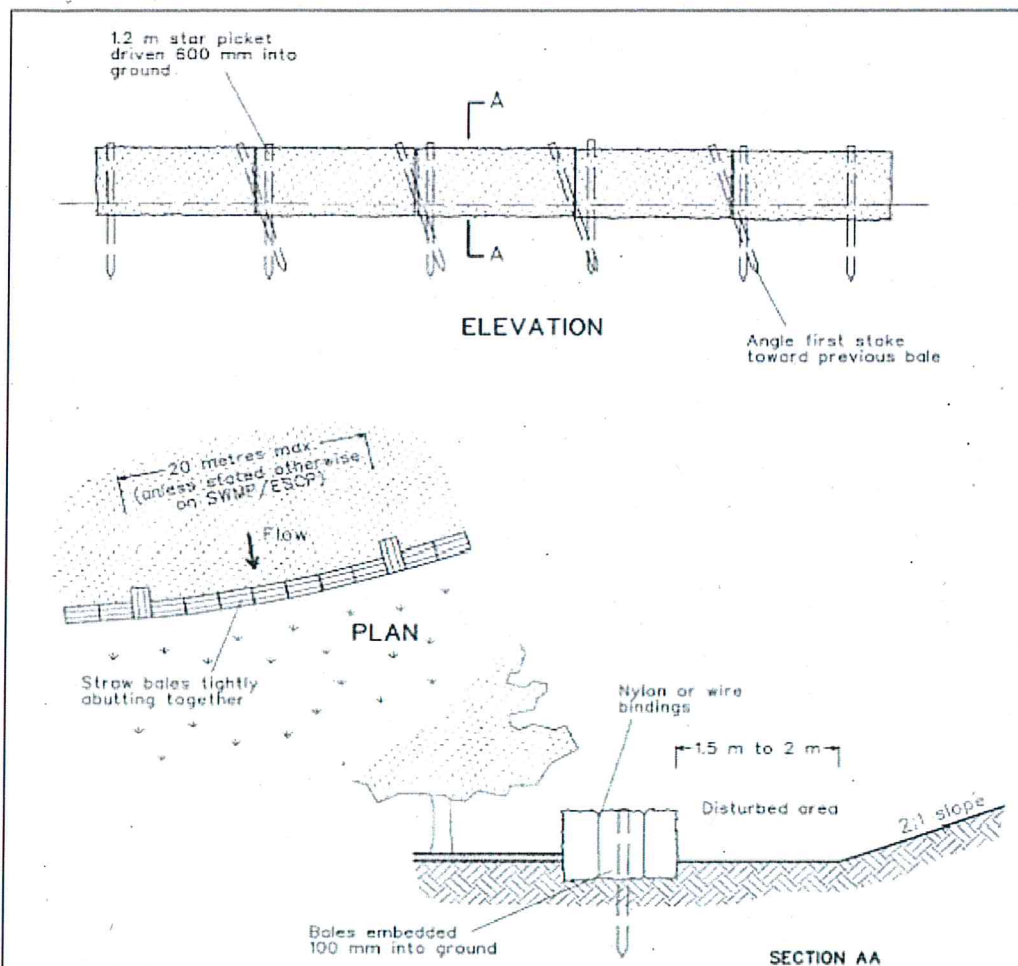 1.2 m star picket
driven 600 mm into
ground
A
A
ELEVATION
Angle first stake
toward previous bale
20 metres max.
(unless stated otherwise
on SWMP/ESCP)
Flow
PLAN
Straw bales tightly
abutting together
Nylon or wire
bindings
1.5 m to 2 m
Disturbed area
2:1 slope
Bales embedded
100 mm into ground
SECTION AA